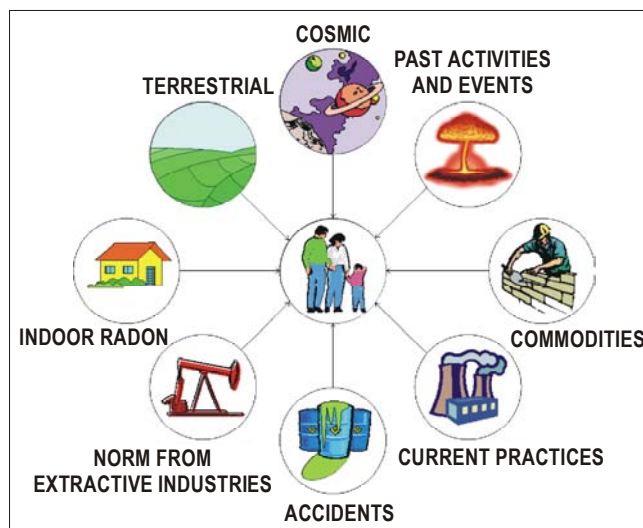 COSMIC
PAST ACTIVITIES
AND EVENTS
TERRESTRIAL
INDOOR RADON
COMMODITIES
NORM FROM
EXTRACTIVE INDUSTRIES
CURRENT PRACTICES
ACCIDENTS